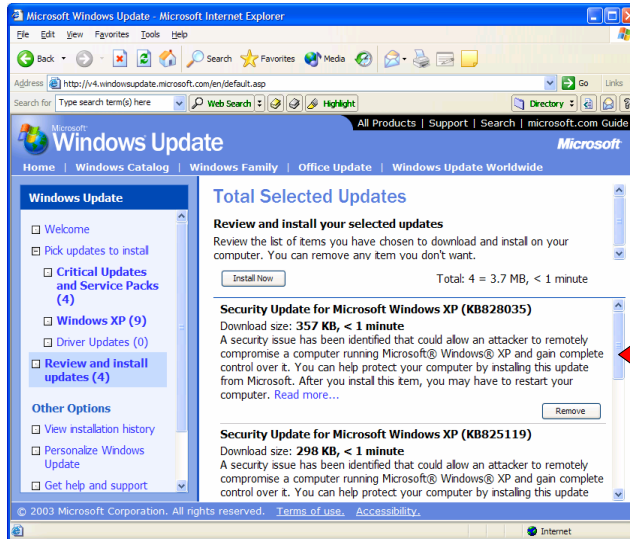 Microsoft Windows Update - Microsoft Internet Explorer
File Edit View Favorites Tools Help
Back Search Favorites Media
Address http://v4.windowsupdate.microsoft.com/en/default.asp Go Links
Search for Type search term(s) here Web Search Highlight Directory
All Products | Support | Search | microsoft.com Guide
Microsoft
Windows Update
Microsoft
Home | Windows Catalog | Windows Family | Office Update | Windows Update Worldwide
Windows Update
Welcome
Pick updates to install
Critical Updates
and Service Packs
(4)
Windows XP (9)
Driver Updates (0)
Review and install
updates (4)
Other Options
View installation history
Personalize Windows
Update
Get help and support
Total Selected Updates
Review and install your selected updates
Review the list of items you have chosen to download and install on your
computer. You can remove any item you don't want.
Install Now Total: 4 = 3.7 MB, < 1 minute
Security Update for Microsoft Windows XP (KB828035)
Download size: 357 KB, < 1 minute
A security issue has been identified that could allow an attacker to remotely
compromise a computer running Microsoft® Windows® XP and gain complete
control over it. You can help protect your computer by installing this update
from Microsoft. After you install this item, you may have to restart your
computer. Read more...
Remove
Security Update for Microsoft Windows XP (KB825119)
Download size: 298 KB, < 1 minute
A security issue has been identified that could allow an attacker to remotely
compromise a computer running Microsoft® Windows® XP and gain complete
control over it. You can help protect your computer by installing this update
© 2003 Microsoft Corporation. All rights reserved. Terms of use. Accessibility.
Internet